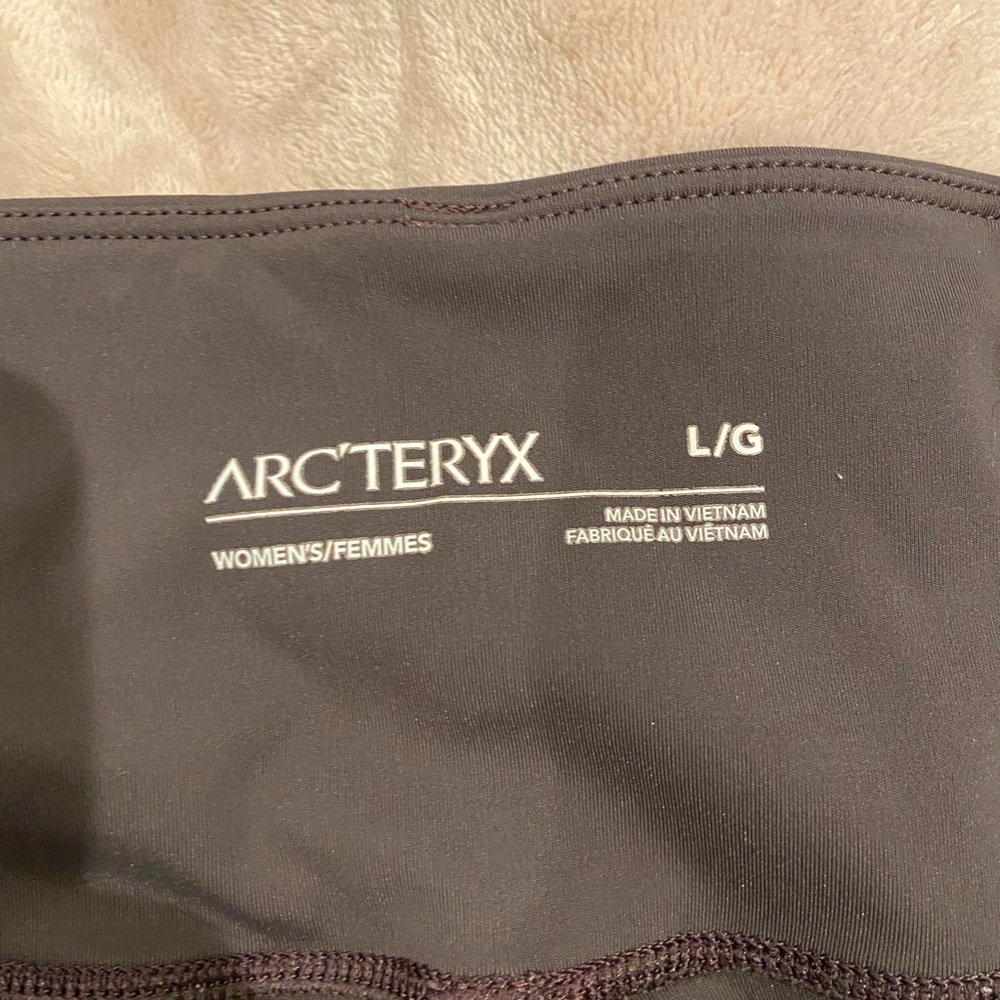 ARC'TERYX
L/G
WOMEN'S/FEMMES
MADE IN VIETNAM
FABRIQUÉ AU VIÊTNAM